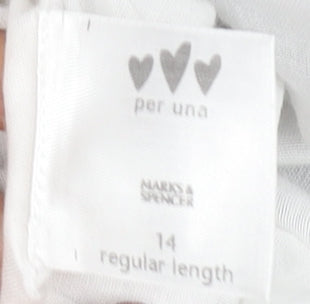 per una
MARKS &
SPENCER
14
regular length